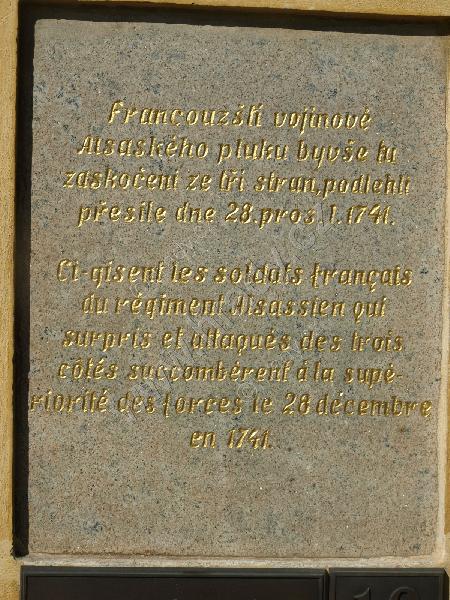 Francouzští vojínové
Alsaského pluku byvše tu
zaskočeni ze tří stran, podlehli
přesile dne 28. pros. l. 1741.
Ci-gisent les soldats français
du régiment Alsassien qui
surpris et attaqués des trois
côtés succombérent á la supé-
riorité des forces le 28 décembre
en 1741.